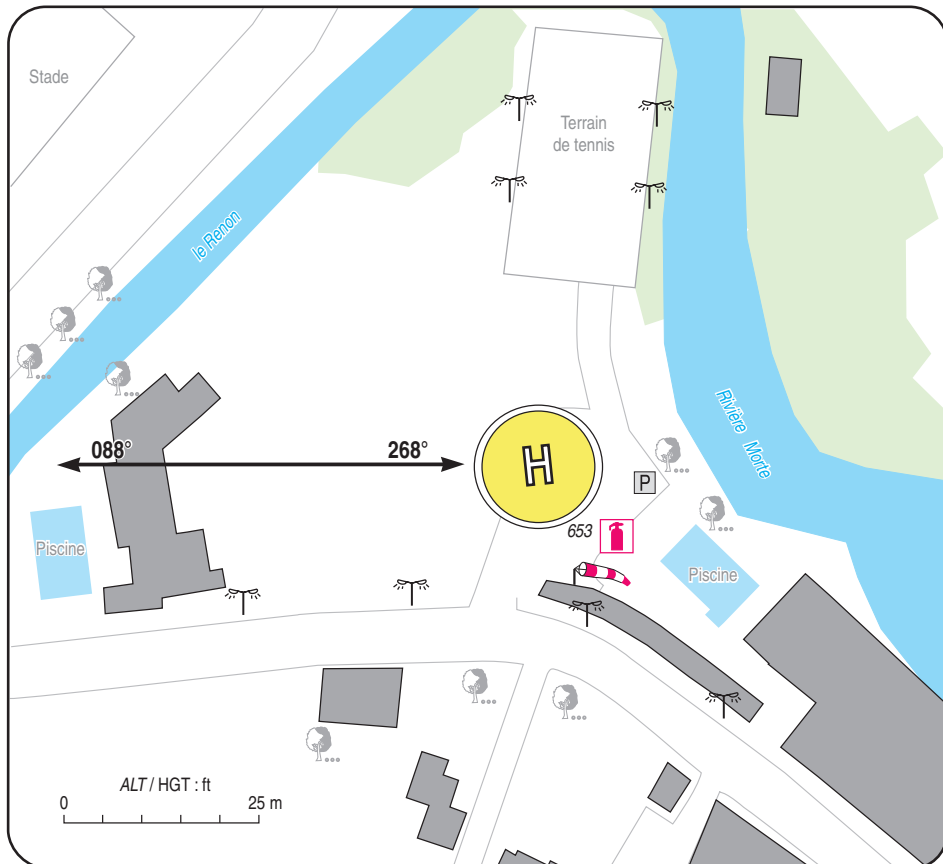 Stade
Terrain
de tennis
le Renon
Rivière Morte
088°
268°
H
P
653
Piscine
Piscine
ALT / HGT : ft
0
25 m